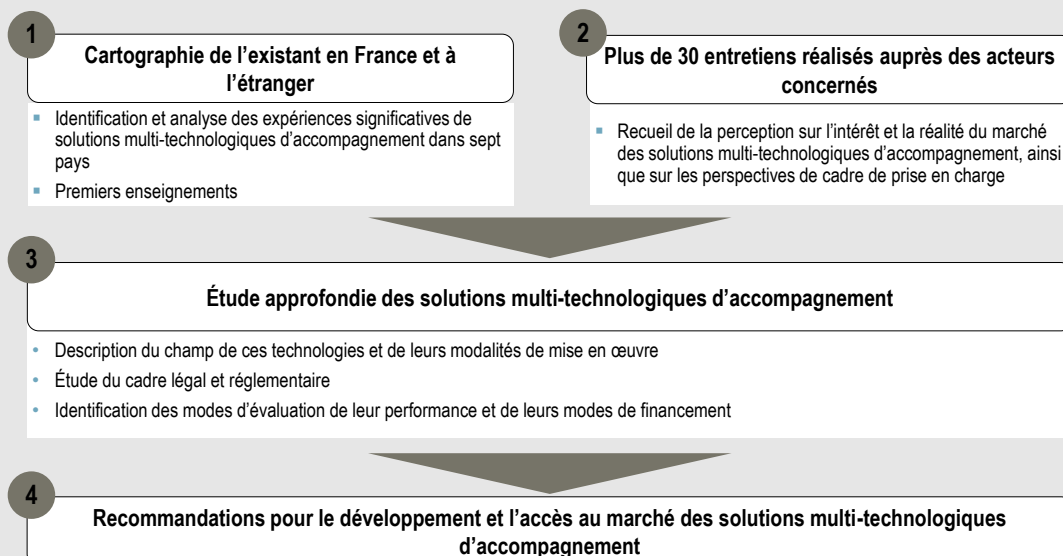 1
Cartographie de l’existant en France et à
l’étranger
▪ Identification et analyse des expériences significatives de
solutions multi-technologiques d’accompagnement dans sept
pays
▪ Premiers enseignements
2
Plus de 30 entretiens réalisés auprès des acteurs
concernés
▪ Recueil de la perception sur l’intérêt et la réalité du marché
des solutions multi-technologiques d’accompagnement, ainsi
que sur les perspectives de cadre de prise en charge
3
Étude approfondie des solutions multi-technologiques d’accompagnement
• Description du champ de ces technologies et de leurs modalités de mise en œuvre
• Étude du cadre légal et réglementaire
• Identification des modes d’évaluation de leur performance et de leurs modes de financement
4
Recommandations pour le développement et l’accès au marché des solutions multi-technologiques
d’accompagnement